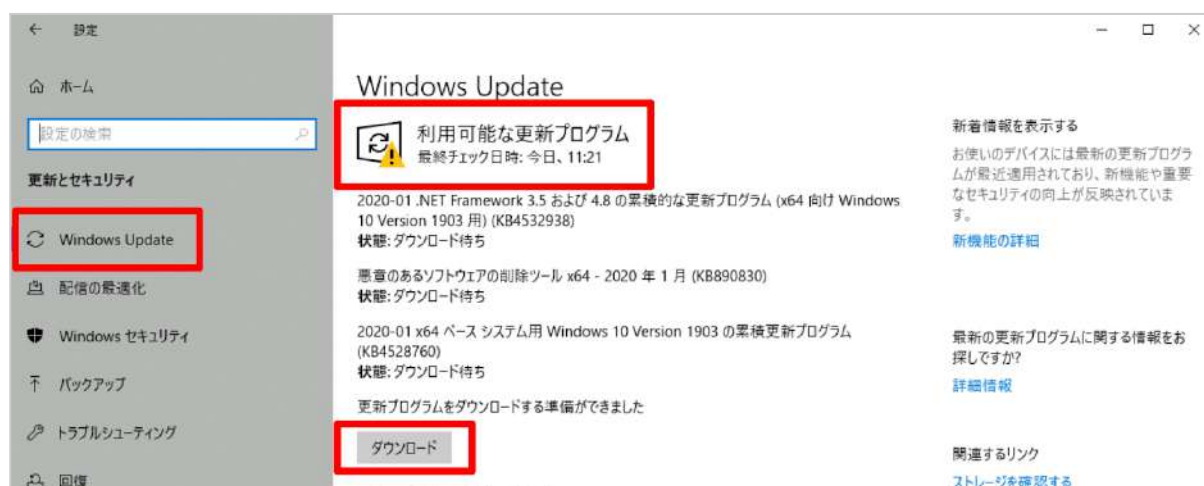 設定
ホーム
設定の検索
更新とセキュリティ
Windows Update
配信の最適化
Windows セキュリティ
バックアップ
トラブルシューティング
回復
Windows Update
利用可能な更新プログラム
最終チェック日時: 今日、11:21
2020-01 .NET Framework 3.5 および 4.8 の累積的な更新プログラム (x64 向け Windows
10 Version 1903 用) (KB4532938)
状態: ダウンロード待ち
悪意のあるソフトウェアの削除ツール x64 - 2020 年 1 月 (KB890830)
状態: ダウンロード待ち
2020-01 x64 ベース システム用 Windows 10 Version 1903 の累積更新プログラム
(KB4528760)
状態: ダウンロード待ち
更新プログラムをダウンロードする準備ができました
ダウンロード
新着情報を表示する
お使いのデバイスには最新の更新プログラ
ムが最近適用されており、新機能や重要
なセキュリティの向上が反映されていま
す。
新機能の詳細
最新の更新プログラムに関する情報をお
探しですか?
詳細情報
関連するリンク
ストレージを確認する